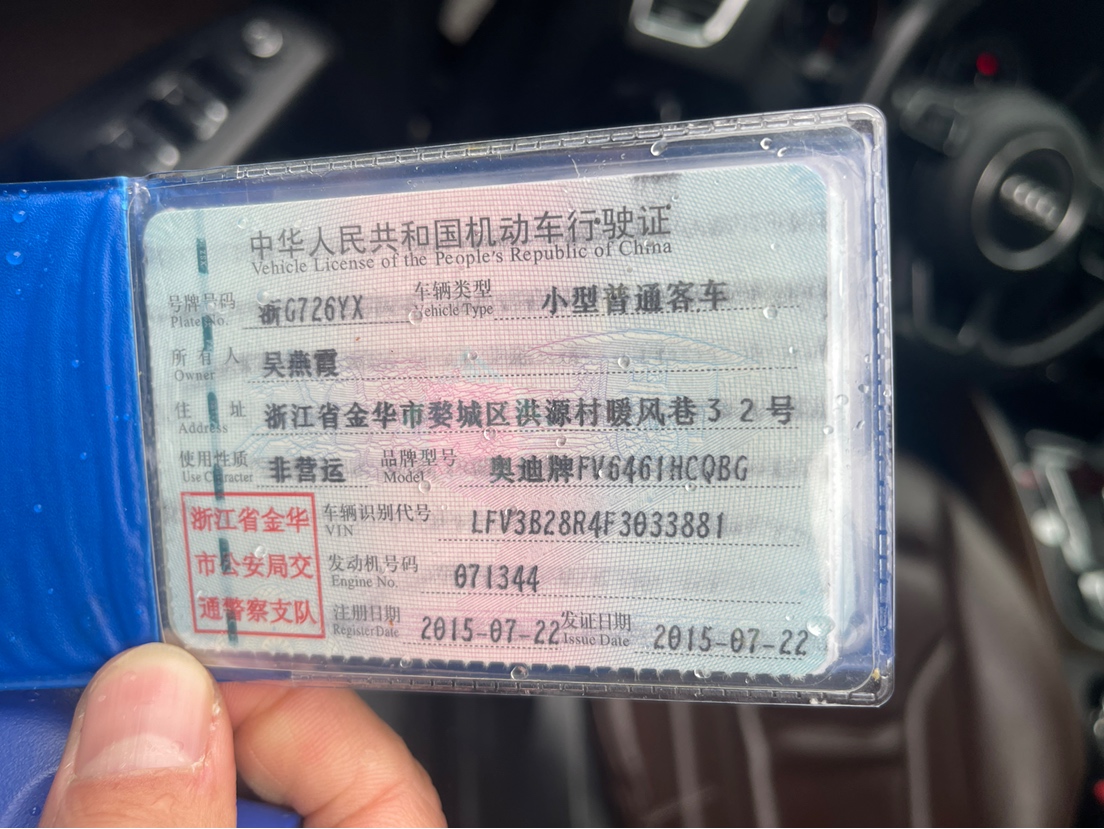 中华人民共和国机动车行驶证
Vehicle License of the People's Republic of China
号牌号码 浙G726YX 车辆类型 小型普通客车
Plate No. Vehicle Type
所有人 吴燕霞
Owner
住址 浙江省金华市婺城区洪源村暖风巷32号
Address
使用性质 非营运 品牌型号 奥迪牌FV6461HCQBG
Use Character Model
浙江省金华
市公安局交
通警察支队
车辆识别代号 LFV3B28R4F3033881
VIN
发动机号码 071344
Engine No.
注册日期 2015-07-22 发证日期 2015-07-22
Register Date Issue Date